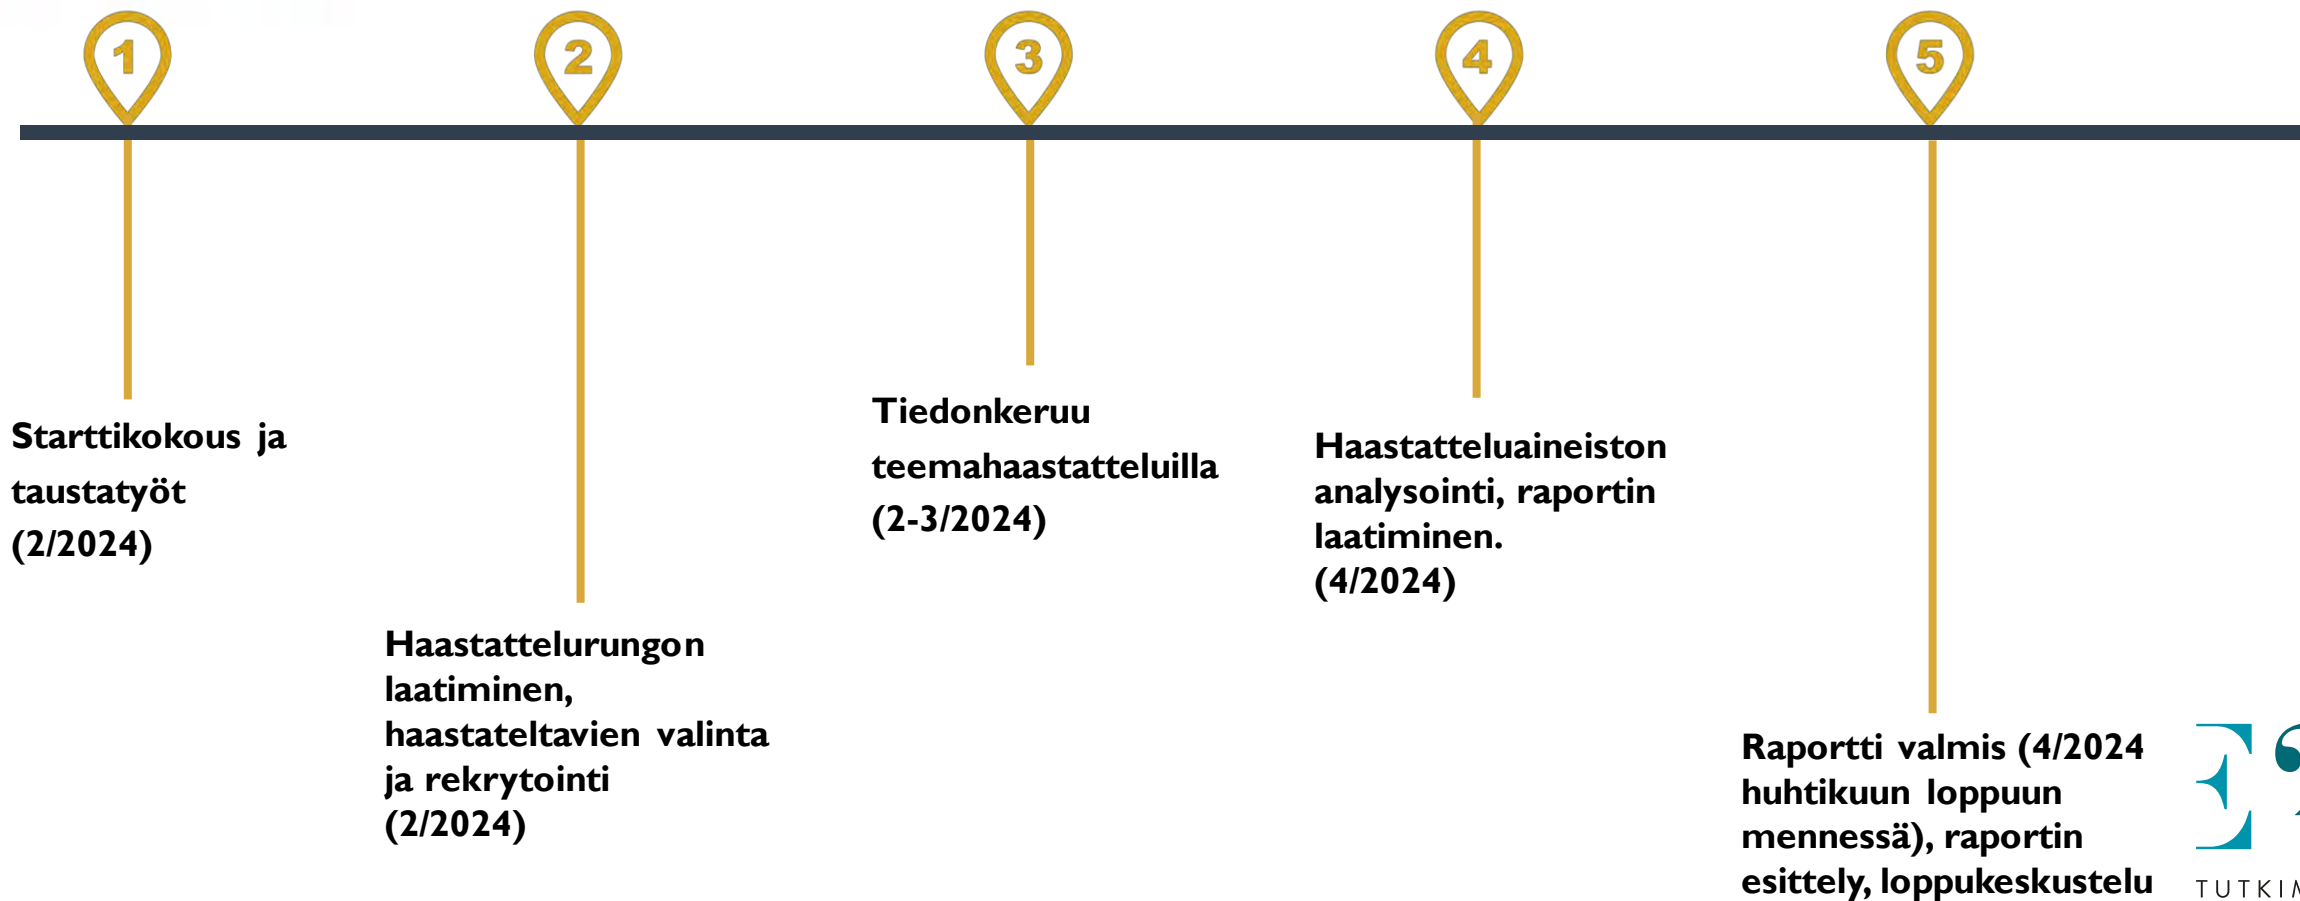 1
2
3
4
5
Starttikokous ja
taustatyöt
(2/2024)
Haastattelurungon
laatiminen,
haastateltavien valinta
ja rekrytointi
(2/2024)
Tiedonkeruu
teemahaastatteluilla
(2-3/2024)
Haastatteluaineiston
analysointi, raportin
laatiminen.
(4/2024)
Raportti valmis (4/2024
huhtikuun loppuun
mennessä), raportin
esittely, loppukeskustelu
E